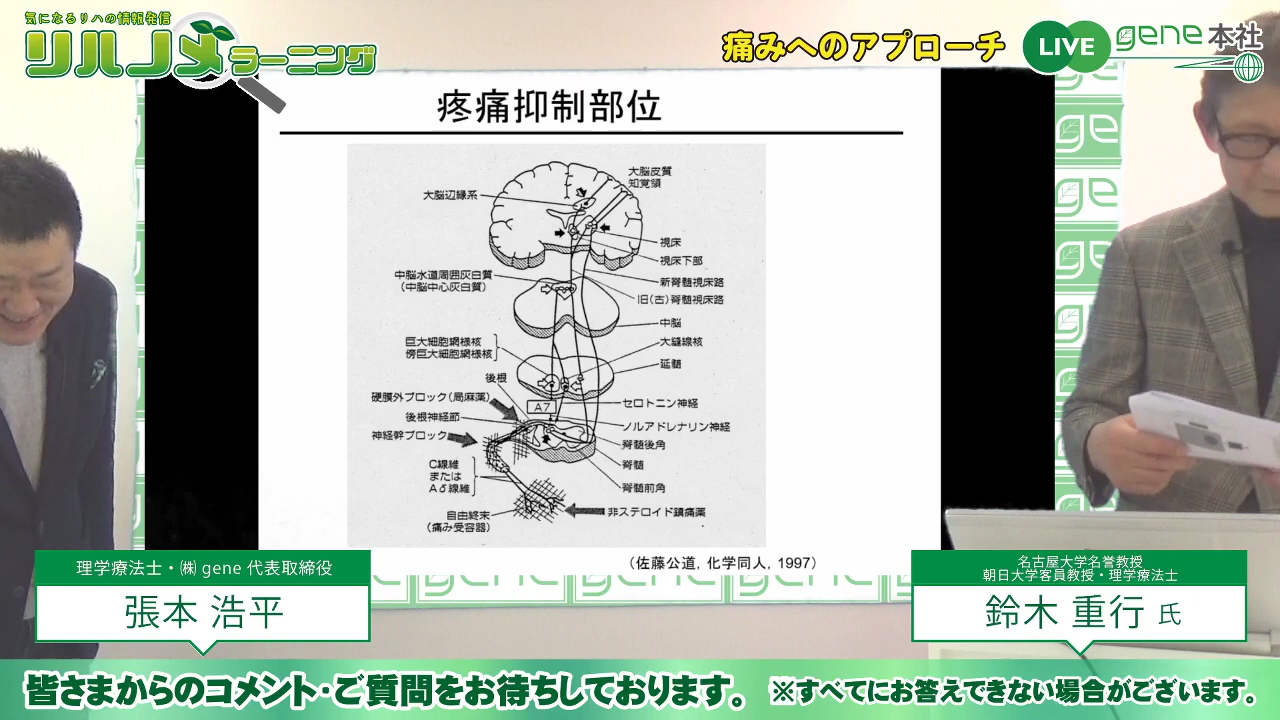 気になるリハの情報発信
リハノメラーニング
痛みへのアプローチ
LIVE
gene 本社
疼痛抑制部位
大脳皮質
知覚領
大脳辺縁系
視床
視床下部
中脳水道周囲灰白質
(中脳中心灰白質)
新脊髄視床路
旧(古)脊髄視床路
中脳
巨大細胞網様核
傍巨大細胞網様核
大縫線核
延髄
後根
硬膜外ブロック(局麻薬)
A7
セロトニン神経
後根神経節
ノルアドレナリン神経
神経幹ブロック
脊髄後角
C線維
または
Aδ線維
脊髄
脊髄前角
自由終末
(痛み受容器)
非ステロイド鎮痛薬
(佐藤公道, 化学同人, 1997)
理学療法士・㈱ gene 代表取締役
張本 浩平
名古屋大学名誉教授
朝日大学客員教授・理学療法士
鈴木 重行 氏
皆さまからのコメント・ご質問をお待ちしております。 ※すべてにお答えできない場合がございます。